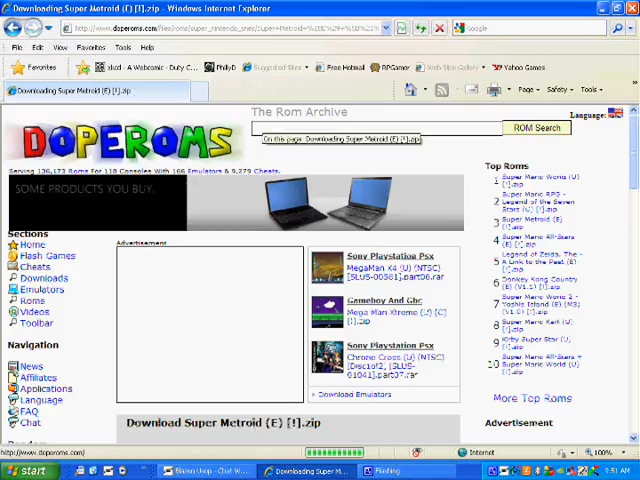 Downloading Super Metroid (E) [!].zip - Windows Internet Explorer
File Edit View Favorites Tools Help
Google
Favorites xkcd - A Webcomic - Duty C... PhillyD Suggested Sites Free Hotmail RPGamer Web Slice Gallery Yahoo Games
Downloading Super Metroid (E) [!].zip
Page Safety Tools
The Rom Archive
Language:
DOPEROMS
ROM Search
On this page: Downloading Super Metroid (E) [!].zip
Serving 136,173 Roms For 118 Consoles With 166 Emulators & 9,279 Cheats.
SOME PRODUCTS YOU BUY,
Sections
Home
Flash Games
Cheats
Downloads
Emulators
Roms
Videos
Toolbar
Navigation
News
Affiliates
Applications
Language
FAQ
Chat
Advertisement
Sony Playstation Psx
MegaMan X4 (U) (NTSC)
[SLUS-00561].part06.rar
Gameboy And Gbc
Mega Man Xtreme (U) [C]
[!].zip
Sony Playstation Psx
Chrono Cross (U) (NTSC)
[Disc1of2] [SLUS-
01041].part07.rar
» Download Emulators
Download Super Metroid (E) [!].zip
Top Roms
1 Super Mario World (U)
[!].zip
2 Super Mario RPG -
Legend of the Seven
Stars (U) [!].zip
3 Super Metroid (E)
[!].zip
4 Super Mario All-Stars
(E) [!].zip
5 Legend of Zelda, The -
A Link to the Past (E)
[!].zip
6 Donkey Kong Country
(E) (V1.1) [!].zip
7 Super Mario World 2 -
Yoshi's Island (E) (M3)
(V1.1) [!].zip
8 Super Mario Kart (U)
[!].zip
9 Kirby Super Star (U)
[!].zip
10 Super Mario All-Stars +
Super Mario World (U)
[!].zip
More Top Roms
Advertisement
http://www.doperoms.com/
Internet
100%
start
Downloading Super M...
9:51 AM